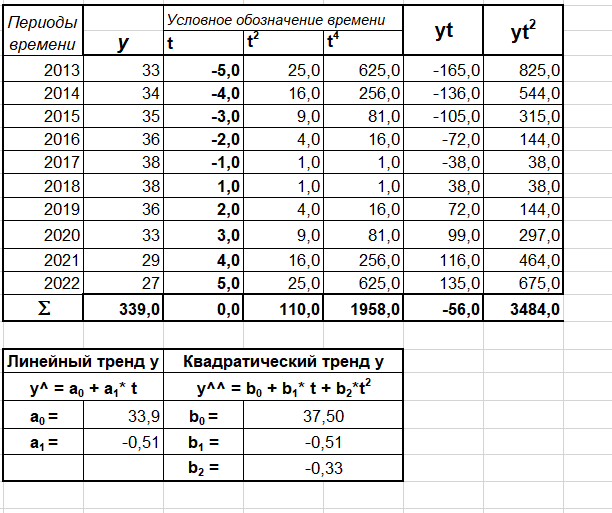 Периоды времени y Условное обозначение времени yt yt²
t t² t⁴
2013 33 -5,0 25,0 625,0 -165,0 825,0
2014 34 -4,0 16,0 256,0 -136,0 544,0
2015 35 -3,0 9,0 81,0 -105,0 315,0
2016 36 -2,0 4,0 16,0 -72,0 144,0
2017 38 -1,0 1,0 1,0 -38,0 38,0
2018 38 1,0 1,0 1,0 38,0 38,0
2019 36 2,0 4,0 16,0 72,0 144,0
2020 33 3,0 9,0 81,0 99,0 297,0
2021 29 4,0 16,0 256,0 116,0 464,0
2022 27 5,0 25,0 625,0 135,0 675,0
Σ 339,0 0,0 110,0 1958,0 -56,0 3484,0
Линейный тренд y Квадратический тренд y
y^ = a₀ + a₁* t y^^ = b₀ + b₁* t + b₂*t²
a₀ = 33,9 b₀ = 37,50
a₁ = -0,51 b₁ = -0,51
b₂ = -0,33